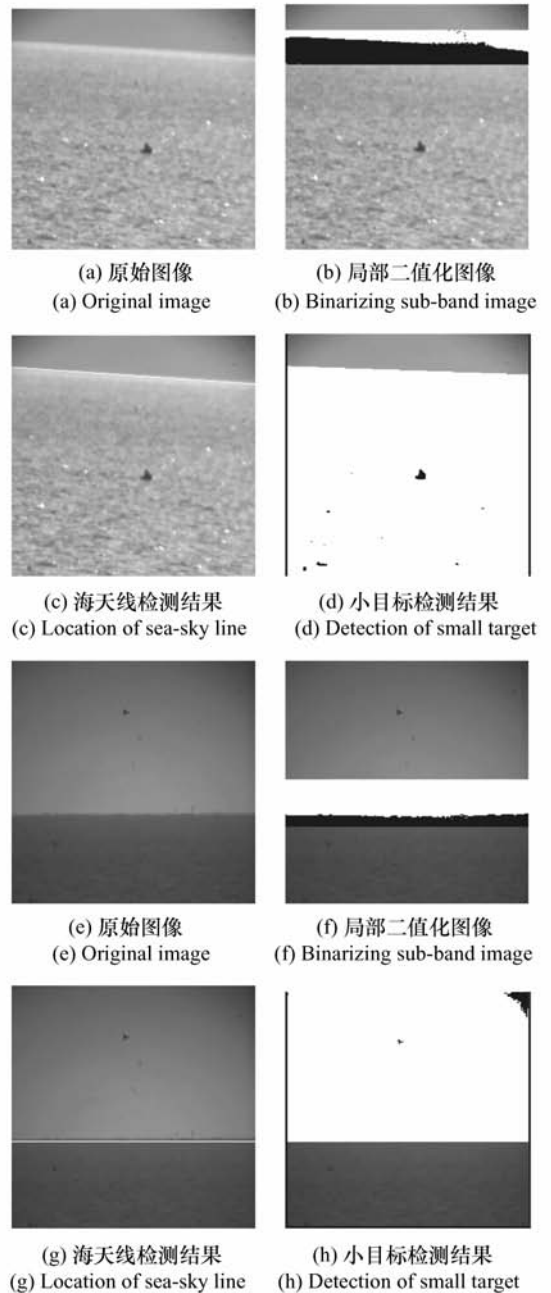 (a) 原始图像
(a) Original image
(b) 局部二值化图像
(b) Binarizing sub-band image
(c) 海天线检测结果
(c) Location of sea-sky line
(d) 小目标检测结果
(d) Detection of small target
(e) 原始图像
(e) Original image
(f) 局部二值化图像
(f) Binarizing sub-band image
(g) 海天线检测结果
(g) Location of sea-sky line
(h) 小目标检测结果
(h) Detection of small target